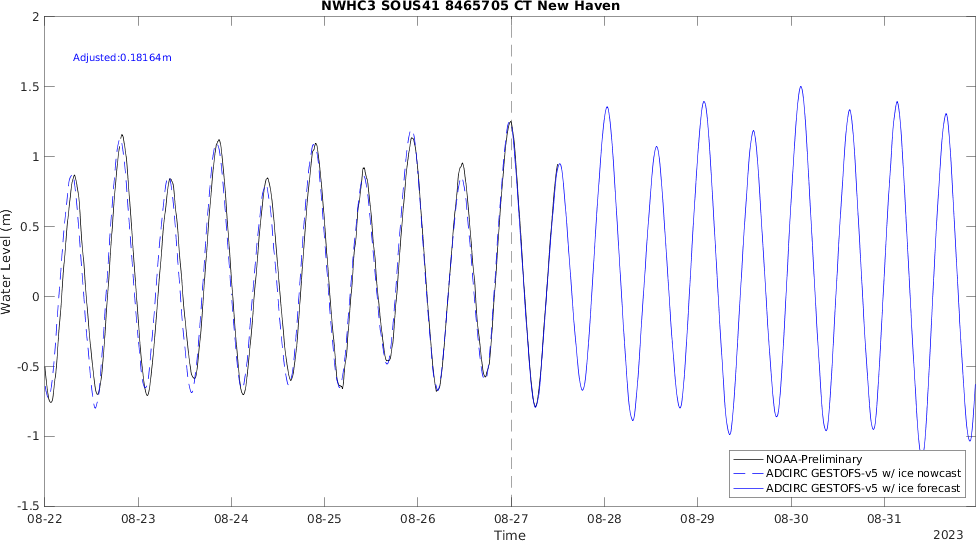 NWHC3 SOUS41 8465705 CT New Haven
Adjusted:0.18164m
2
1.5
1
0.5
0
-0.5
-1
-1.5
Water Level (m)
NOAA-Preliminary
ADCIRC GESTOFS-v5 w/ ice nowcast
ADCIRC GESTOFS-v5 w/ ice forecast
08-22 08-23 08-24 08-25 08-26 08-27 08-28 08-29 08-30 08-31
Time
2023